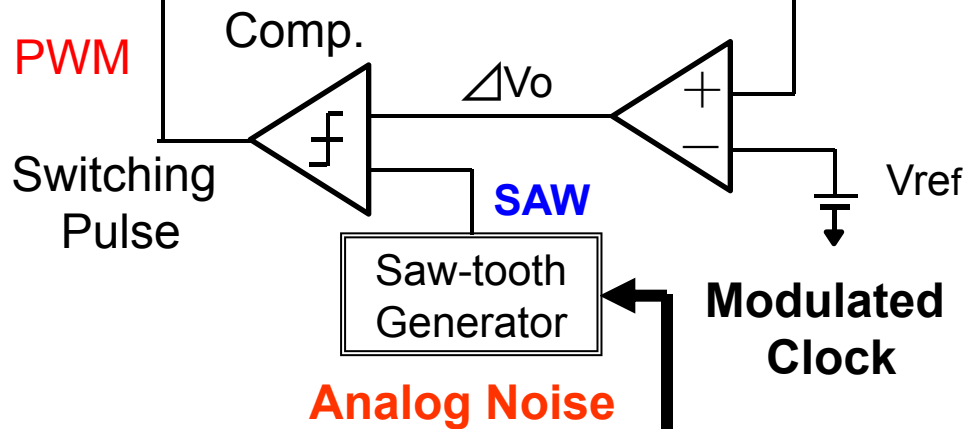 Comp.
PWM
⊿Vo
+
−
Switching
Pulse
SAW
Vref
Saw-tooth
Generator
Modulated
Clock
Analog Noise